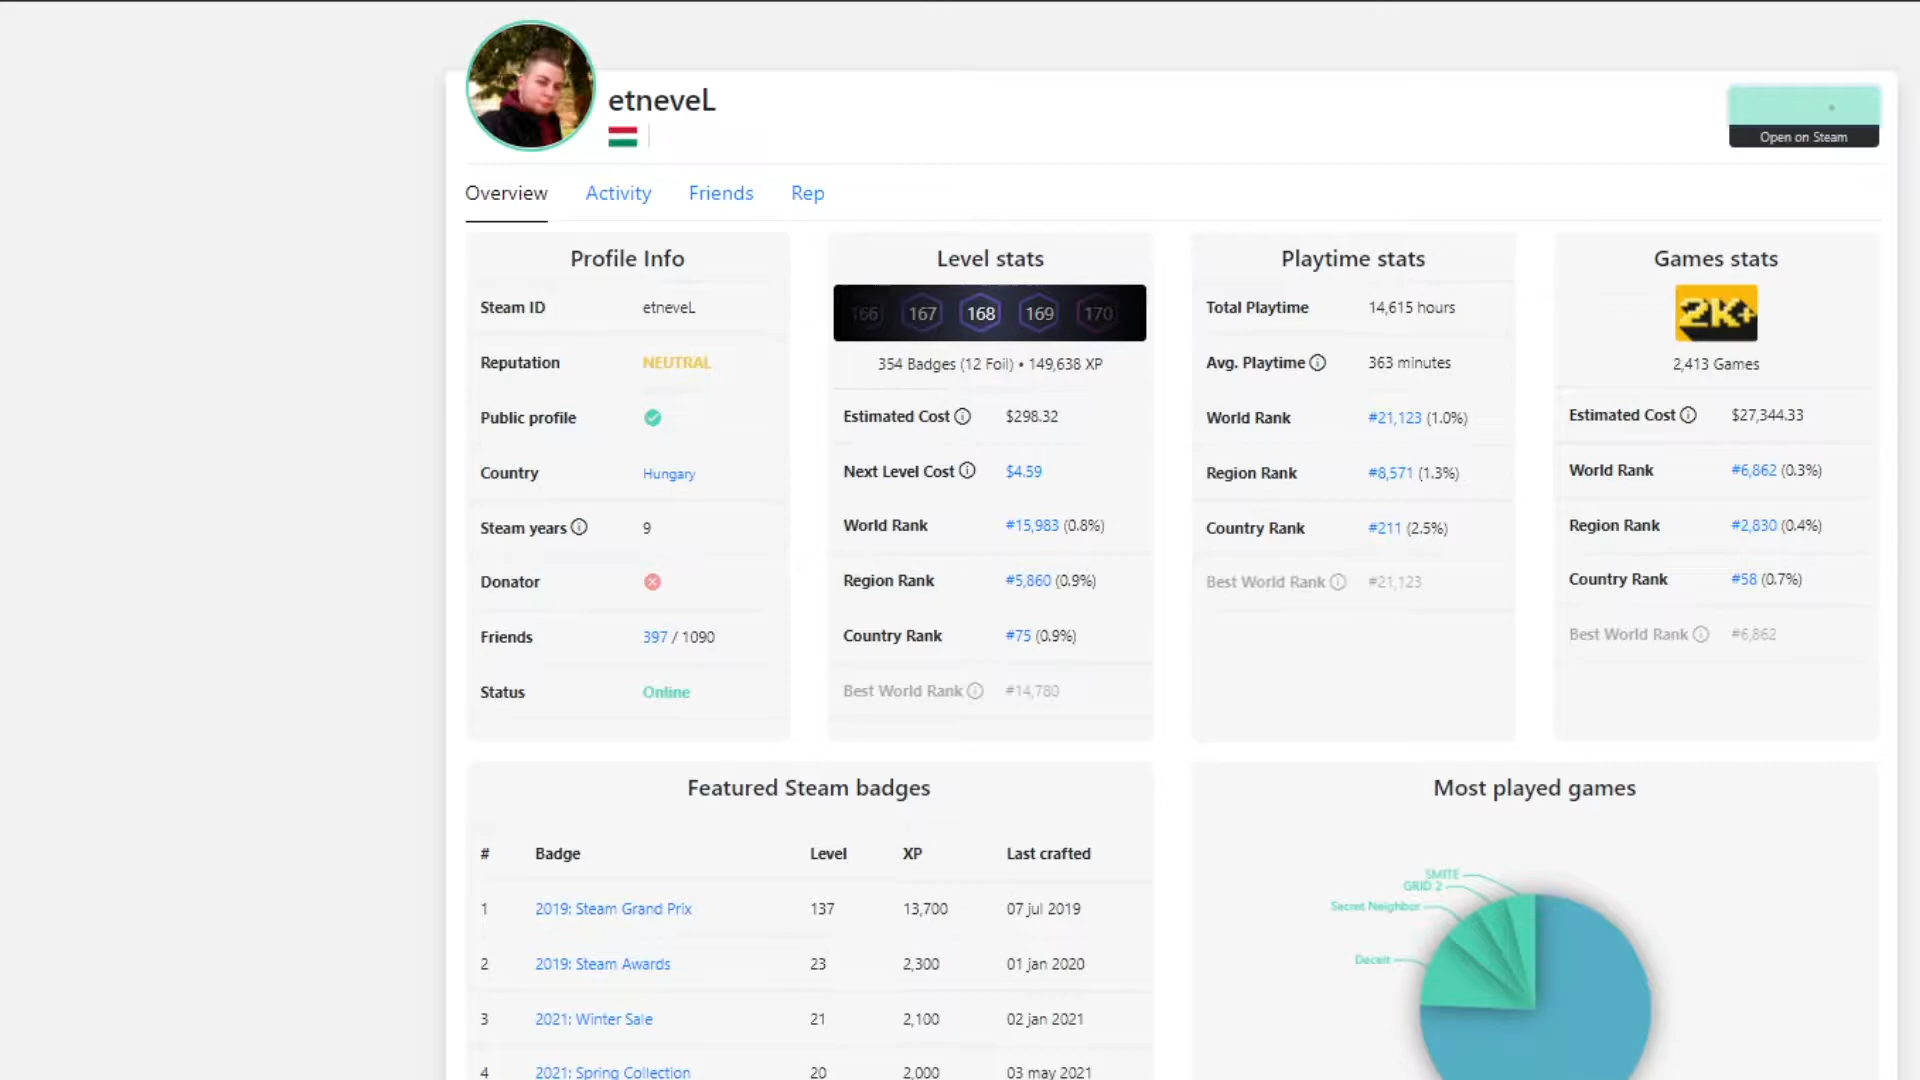 etneveL
Open on Steam
Overview Activity Friends Rep
Profile Info
Steam ID etneveL
Reputation NEUTRAL
Public profile
Country Hungary
Steam years 9
Donator
Friends 397 / 1090
Status Online
Level stats
166 167 168 169 170
354 Badges (12 Foil) • 149,638 XP
Estimated Cost $298.32
Next Level Cost $4.59
World Rank #15,983 (0.8%)
Region Rank #5,860 (0.9%)
Country Rank #75 (0.9%)
Best World Rank #14,780
Playtime stats
Total Playtime 14,615 hours
Avg. Playtime 363 minutes
World Rank #21,123 (1.0%)
Region Rank #8,571 (1.3%)
Country Rank #211 (2.5%)
Best World Rank #21,123
Games stats
2K+
2,413 Games
Estimated Cost $27,344.33
World Rank #6,862 (0.3%)
Region Rank #2,830 (0.4%)
Country Rank #58 (0.7%)
Best World Rank #6,862
Featured Steam badges
# Badge Level XP Last crafted
1 2019: Steam Grand Prix 137 13,700 07 jul 2019
2 2019: Steam Awards 23 2,300 01 jan 2020
3 2021: Winter Sale 21 2,100 02 jan 2021
4 2021: Spring Collection 20 2,000 03 may 2021
Most played games
SMITE
GRID 2
Secret Neighbor
Deceit